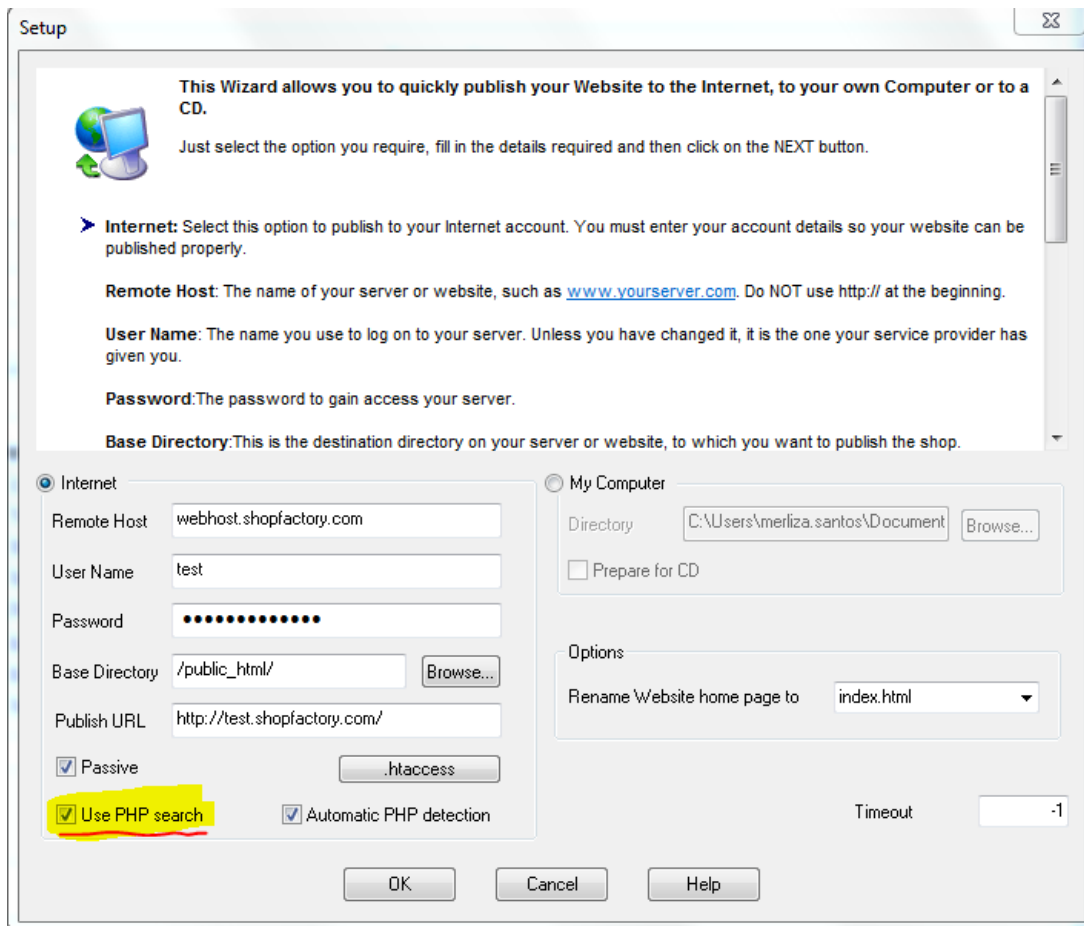 Setup
This Wizard allows you to quickly publish your Website to the Internet, to your own Computer or to a
CD.
Just select the option you require, fill in the details required and then click on the NEXT button.
Internet: Select this option to publish to your Internet account. You must enter your account details so your website can be
published properly.
Remote Host: The name of your server or website, such as www.yourserver.com. Do NOT use http:// at the beginning.
User Name: The name you use to log on to your server. Unless you have changed it, it is the one your service provider has
given you.
Password:The password to gain access your server.
Base Directory:This is the destination directory on your server or website, to which you want to publish the shop.
Internet
Remote Host webhost.shopfactory.com
User Name test
Password •••••••••••••
Base Directory /public_html/ Browse...
Publish URL http://test.shopfactory.com/
Passive .htaccess
Use PHP search Automatic PHP detection
My Computer
Directory C:\Users\merliza.santos\Document Browse...
Prepare for CD
Options
Rename Website home page to index.html
Timeout -1
OK Cancel Help